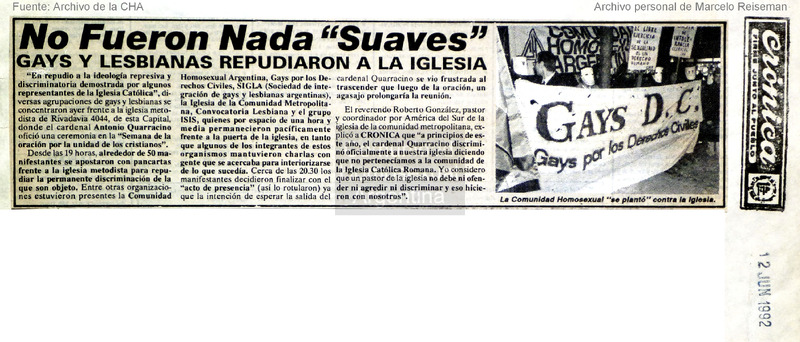 Fuente: Archivo de la CHA
Archivo personal de Marcelo Reiseman
No Fueron Nada "Suaves"
GAYS Y LESBIANAS REPUDIARON A LA IGLESIA
"En repudio a la ideología represiva y
discriminatoria demostrada por algunos
representantes de la Iglesia Católica", di-
versas agrupaciones de gays y lesbianas se
concentraron ayer frente a la iglesia meto-
dista de Rivadavia 4044, de esta Capital,
donde el cardenal Antonio Quarracino
ofició una ceremonia en la "Semana de la
oración por la unidad de los cristianos".
Desde las 19 horas, alrededor de 50 ma-
nifestantes se apostaron con pancartas
frente a la iglesia metodista para repu-
diar la permanente discriminación de la
que son objeto. Entre otras organizacio-
nes estuvieron presentes la Comunidad
Homosexual Argentina, Gays por los De-
rechos Civiles, SIGLA (Sociedad de inte-
gración de gays y lesbianas argentinas),
la Iglesia de la Comunidad Metropolita-
na, Convocatoria Lesbiana y el grupo
ISIS, quienes por espacio de una hora y
media permanecieron pacíficamente
frente a la puerta de la iglesia, en tanto
que algunos de los integrantes de estos
organismos mantuvieron charlas con
gente que se acercaba para interiorizarse
de lo que sucedía. Cerca de las 20.30 los
manifestantes decidieron finalizar con el
"acto de presencia" (así lo rotularon) ya
que la intención de esperar la salida del
cardenal Quarracino se vio frustrada al
trascender que luego de la oración, un
agasajo prolongaría la reunión.
El reverendo Roberto González, pastor
y coordinador por América del Sur de la
iglesia de la comunidad metropolitana, ex-
plicó a CRONICA que "a principios de es-
te año, el cardenal Quarracino discrimi-
nó oficialmente a nuestra iglesia diciendo
que no pertenecíamos a la comunidad de
la Iglesia Católica Romana. Yo considero
que un pastor de la iglesia no debe ni ofen-
der ni agredir ni discriminar y eso hicie-
ron con nosotros".
COMU
HOMO
ARGE
GAYS D.C.
Gays por los Derechos Civiles
La Comunidad Homosexual "se plantó" contra la Iglesia.
Crónica
FIRME JUNTO AL PUEBLO
12 JUN 1992